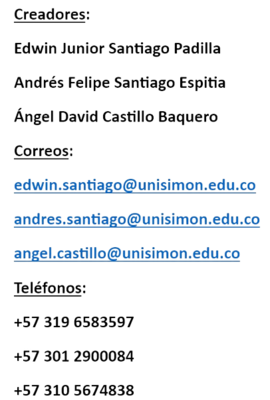 Creadores:
Edwin Junior Santiago Padilla
Andrés Felipe Santiago Espitia
Ángel David Castillo Baquero
Correos:
edwin.santiago@unisimon.edu.co
andres.santiago@unisimon.edu.co
angel.castillo@unisimon.edu.co
Teléfonos:
+57 319 6583597
+57 301 2900084
+57 310 5674838